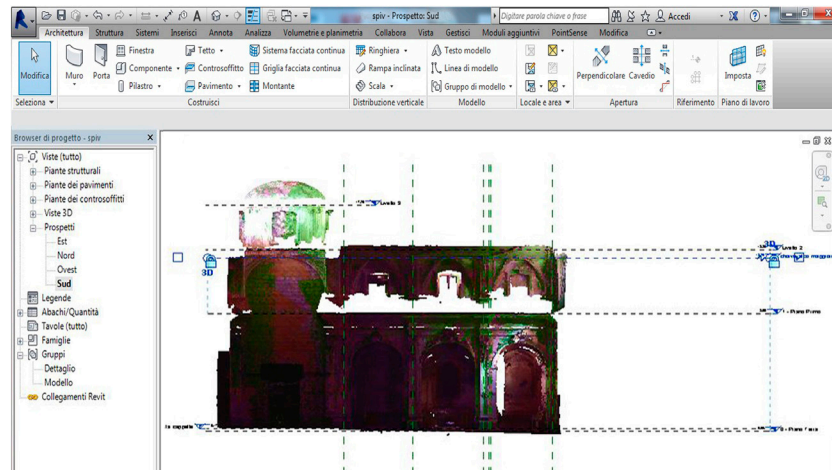 spiv - Prospetto: Sud
Digitare parola chiave o frase
Accedi
Architettura Struttura Sistemi Inserisci Annota Analizza Volumetrie e planimetria Collabora Vista Gestisci Moduli aggiuntivi PointSense Modifica
Modifica
Muro
Porta
Finestra
Componente
Pilastro
Tetto
Controsoffitto
Pavimento
Sistema facciata continua
Griglia facciata continua
Montante
Ringhiera
Rampa inclinata
Scala
A Testo modello
Linea di modello
Gruppo di modello
Perpendicolare
Cavedio
Imposta
Seleziona
Costruisci
Distribuzione verticale
Modello
Locale e area
Apertura
Riferimento
Piano di lavoro
Browser di progetto - spiv
Viste (tutto)
Piante strutturali
Piante dei pavimenti
Piante dei controsoffitti
Viste 3D
Prospetti
Est
Nord
Ovest
Sud
Legende
Abachi/Quantità
Tavole (tutto)
Famiglie
Gruppi
Dettaglio
Modello
Collegamenti Revit
Livello 3
3D
Livello 2
3D
Piano Primo
Piano Terra